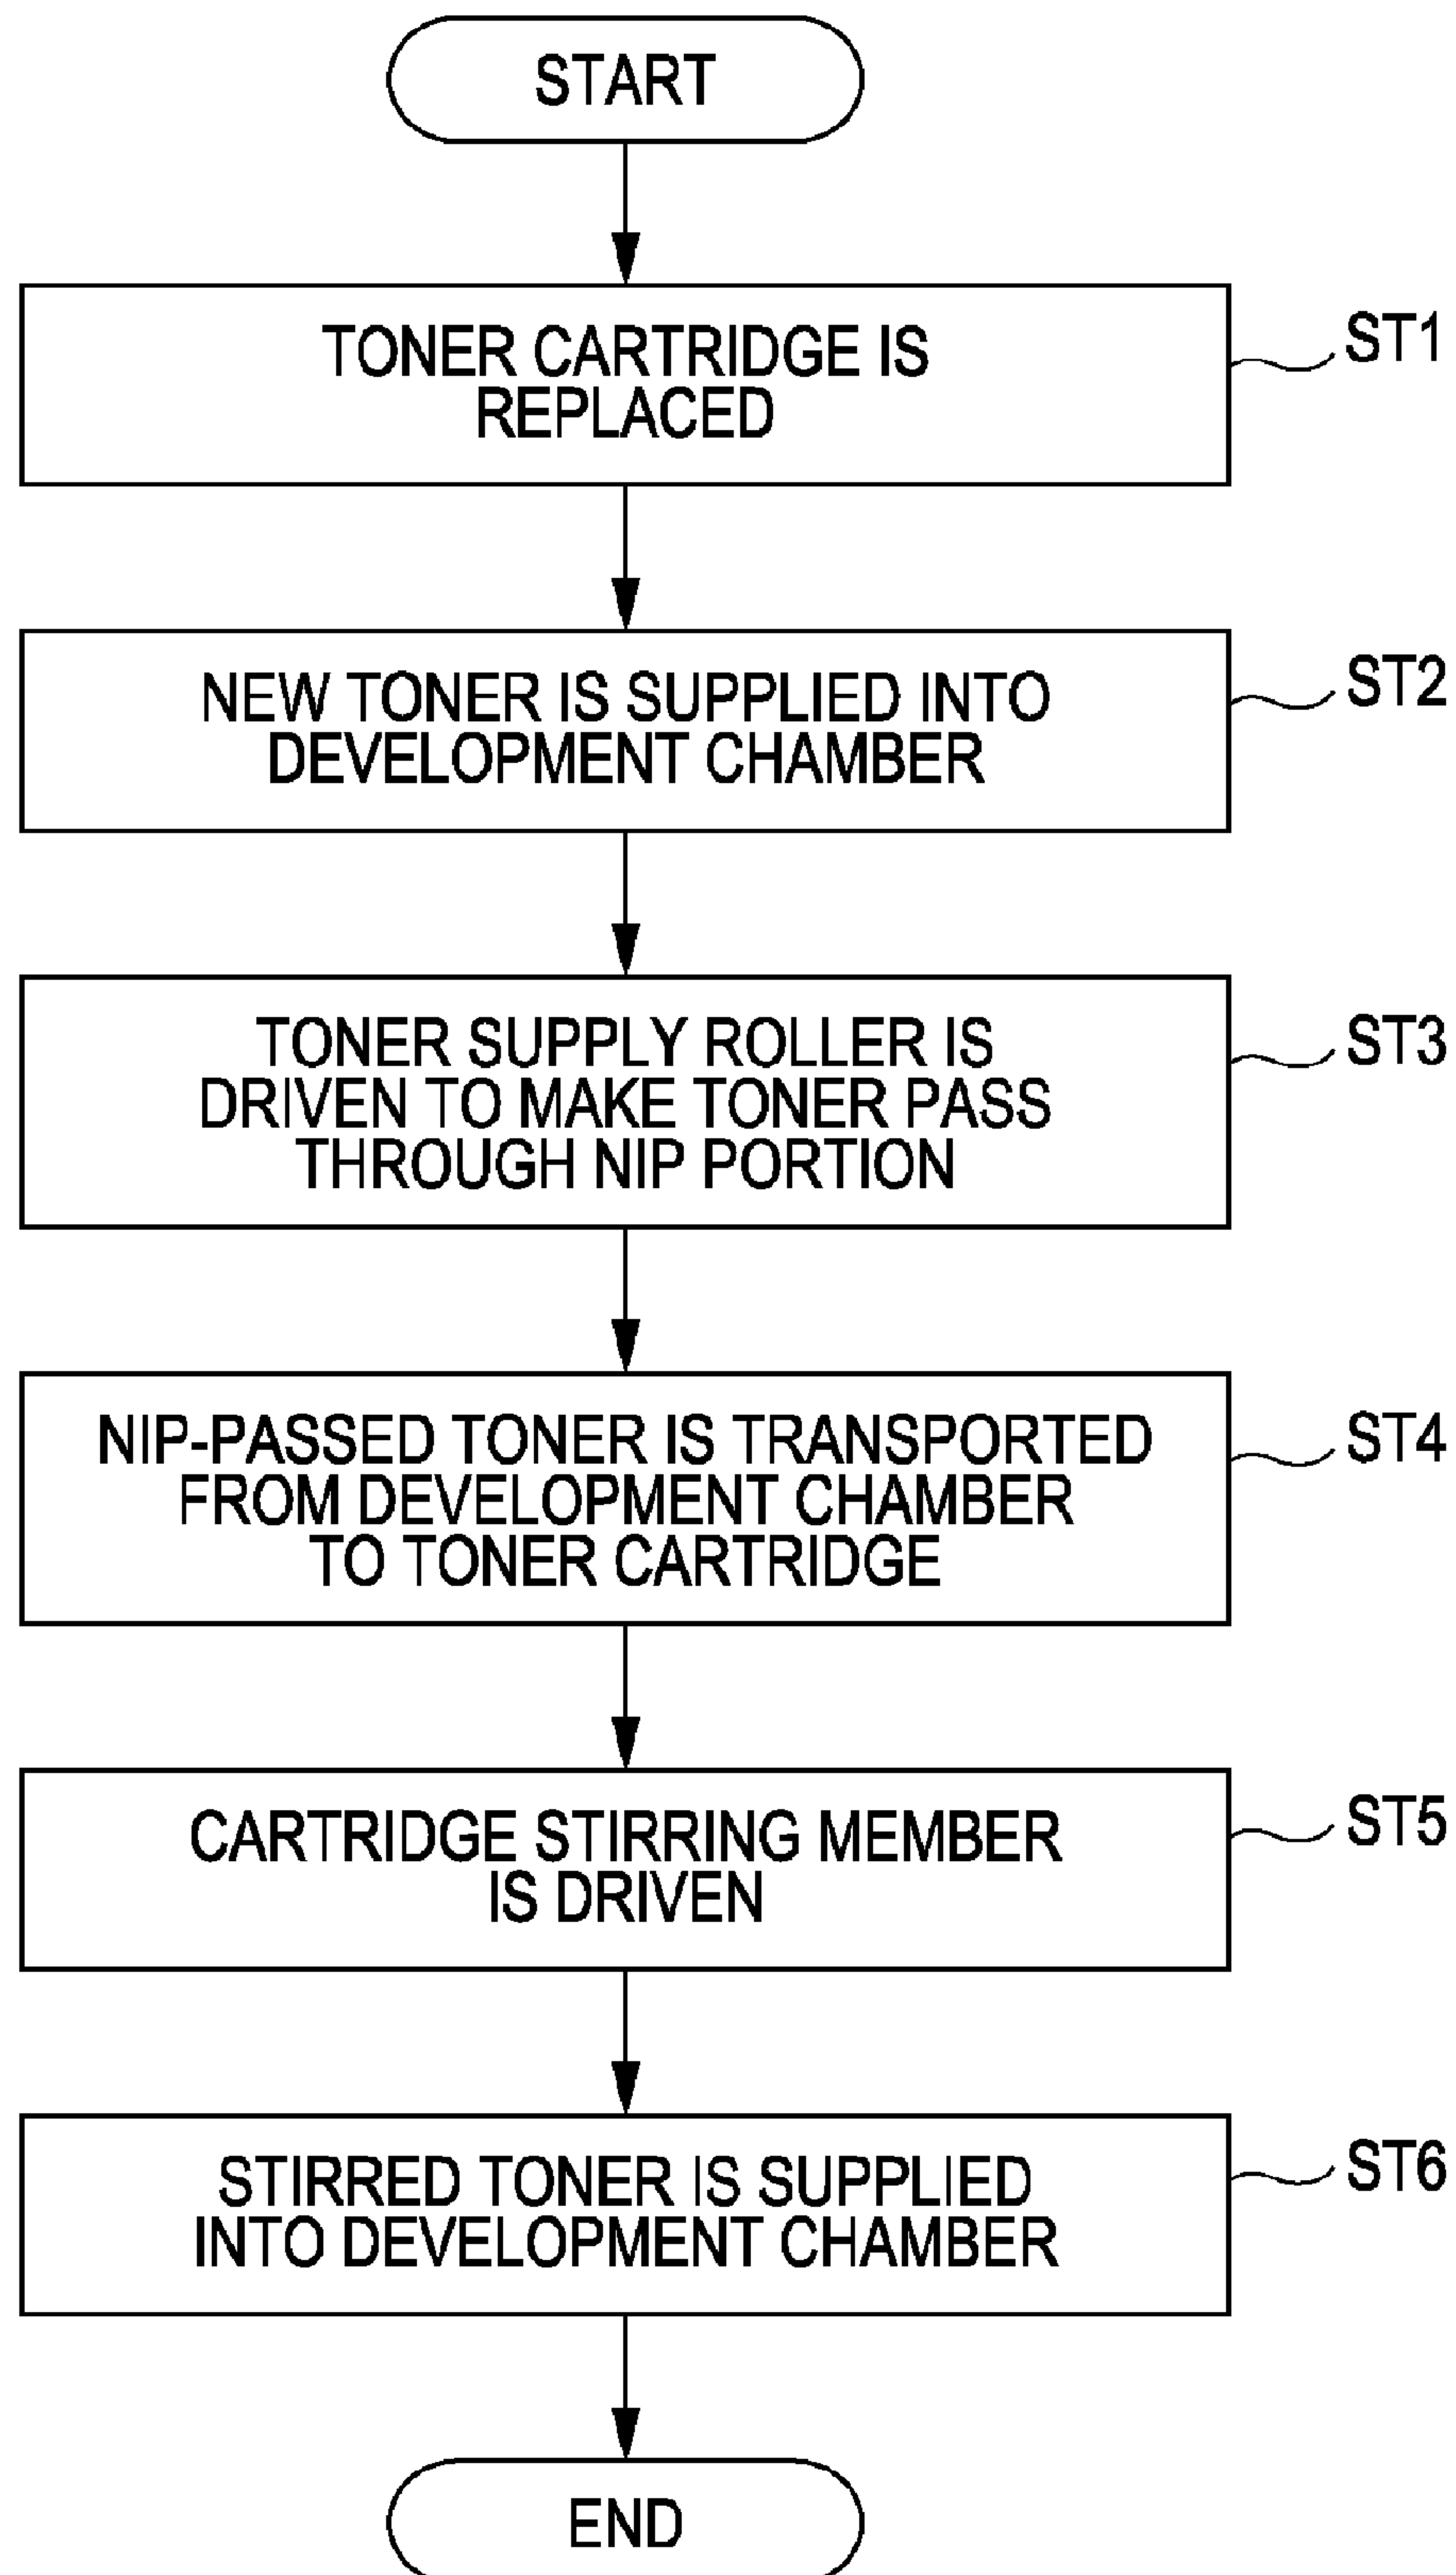 START
TONER CARTRIDGE IS
REPLACED
ST1
NEW TONER IS SUPPLIED INTO
DEVELOPMENT CHAMBER
ST2
TONER SUPPLY ROLLER IS
DRIVEN TO MAKE TONER PASS
THROUGH NIP PORTION
ST3
NIP-PASSED TONER IS TRANSPORTED
FROM DEVELOPMENT CHAMBER
TO TONER CARTRIDGE
ST4
CARTRIDGE STIRRING MEMBER
IS DRIVEN
ST5
STIRRED TONER IS SUPPLIED
INTO DEVELOPMENT CHAMBER
ST6
END